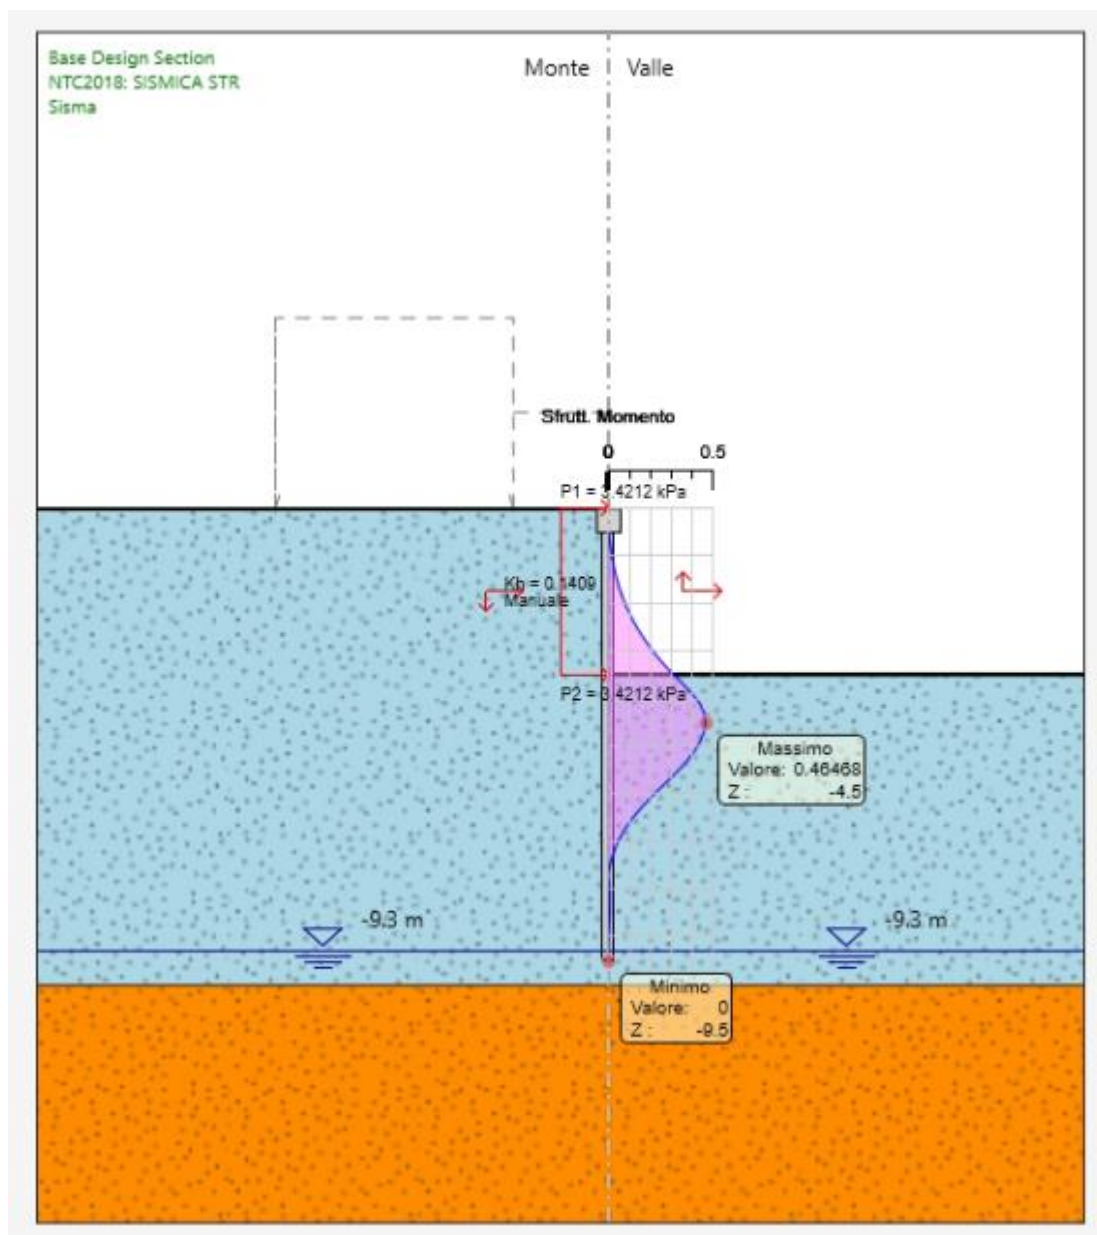 Base Design Section
NTC2018: SISMICA STR
Sisma
Monte Valle
Sfrutt. Momento
0 0.5
P1 = 3.4212 kPa
Kh = 0.1409
Manuale
P2 = 3.4212 kPa
Massimo
Valore: 0.46468
Z : -4.5
-9.3 m -9.3 m
Minimo
Valore: 0
Z : -9.5